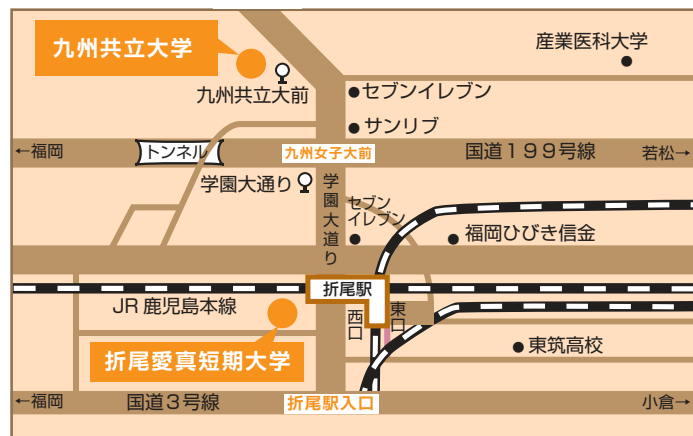 九州共立大学
産業医科大学
九州共立大前
セブンイレブン
サンリブ
←福岡
トンネル
九州女子大前
国道199号線
若松→
学園大通り
学園大通り
セブン
イレブン
福岡ひびき信金
折尾駅
JR鹿児島本線
西口
東口
折尾愛真短期大学
東筑高校
←福岡
国道3号線
折尾駅入口
小倉→